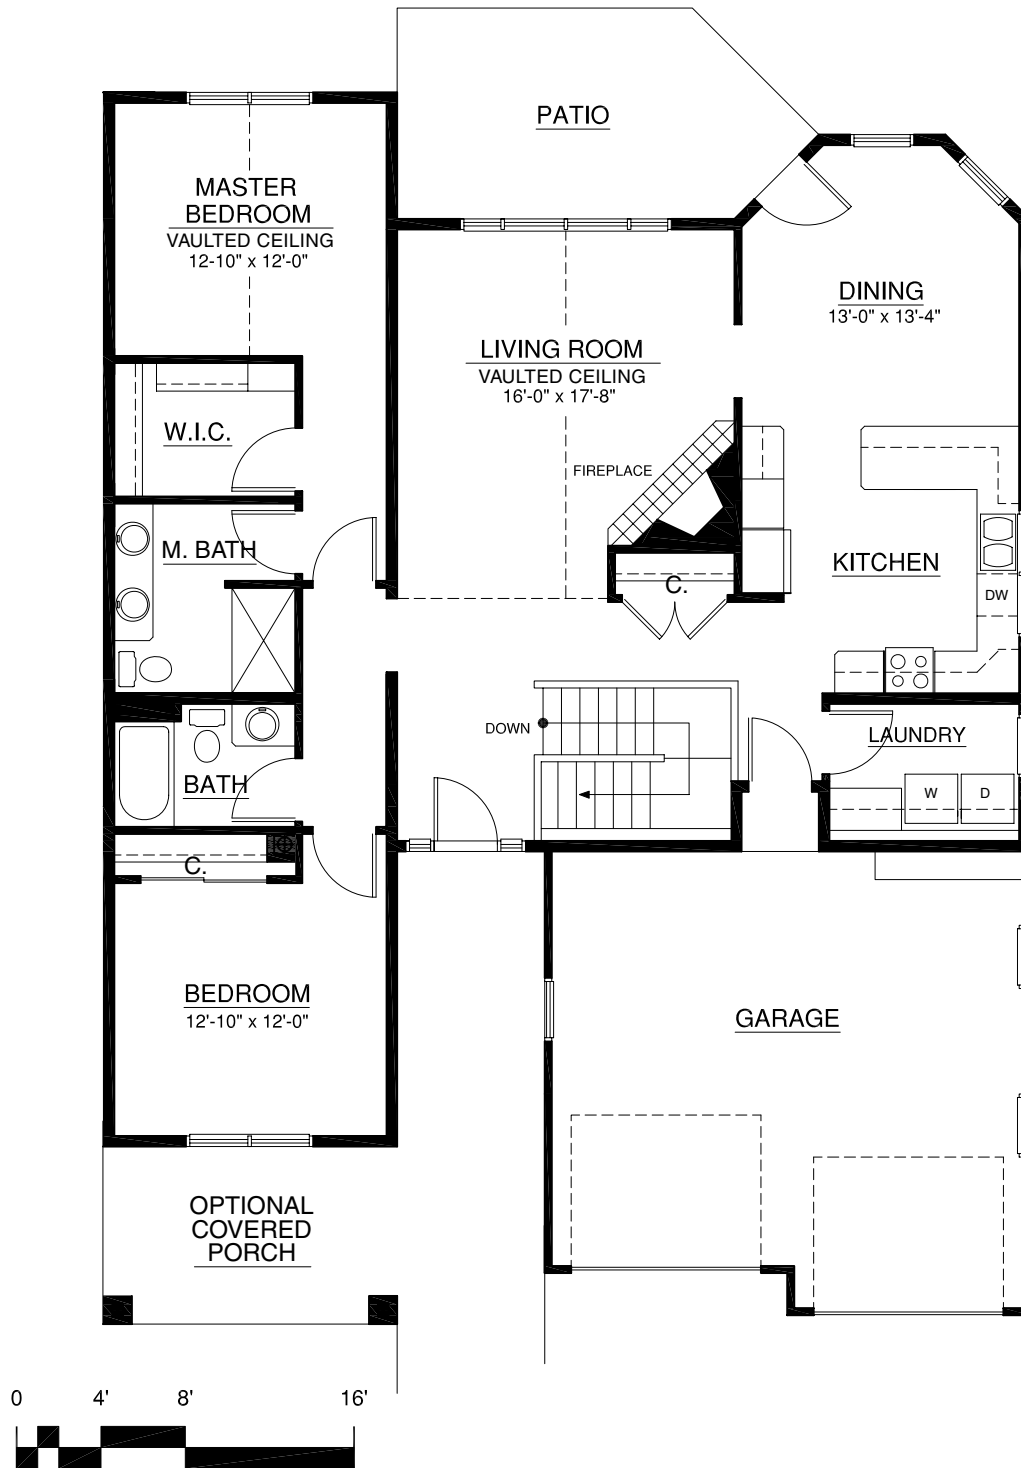 PATIO
MASTER
BEDROOM
VAULTED CEILING
12-10" x 12'-0"
DINING
13'-0" x 13'-4"
LIVING ROOM
VAULTED CEILING
16'-0" x 17'-8"
W.I.C.
FIREPLACE
M. BATH
KITCHEN
C.
DW
DOWN
LAUNDRY
BATH
W
D
C.
BEDROOM
12'-10" x 12'-0"
GARAGE
OPTIONAL
COVERED
PORCH
0 4' 8' 16'